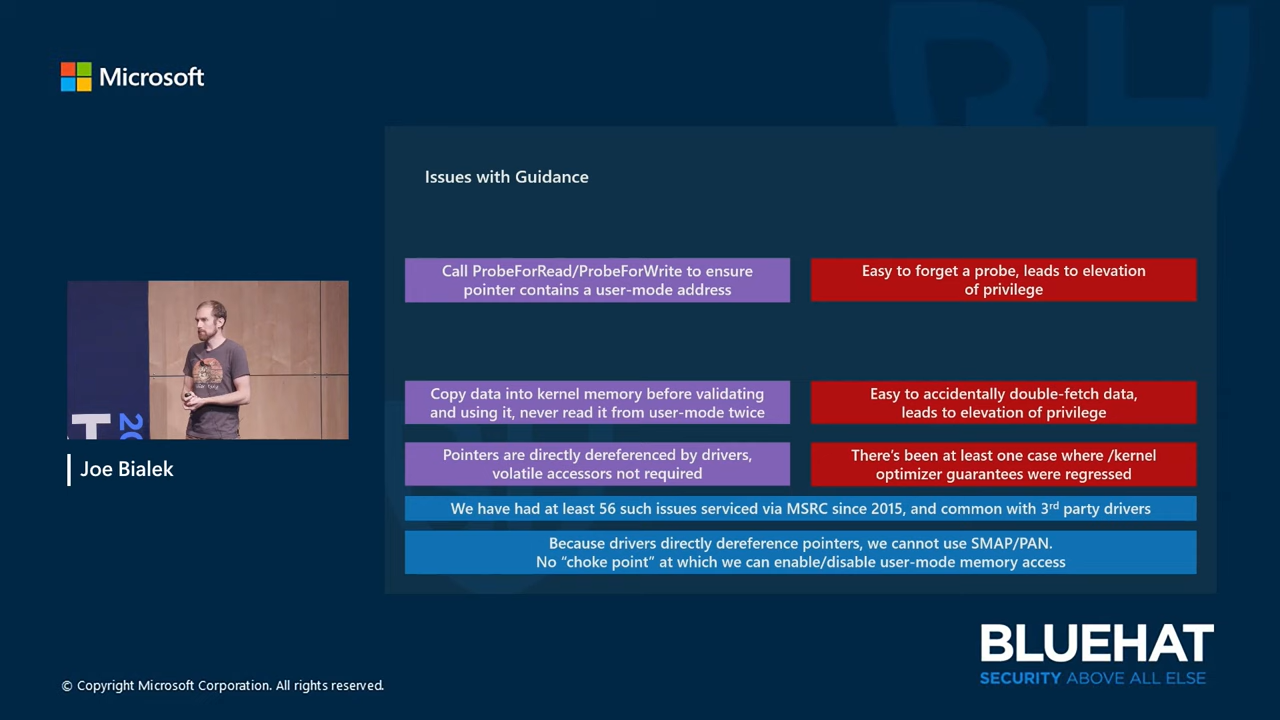 Microsoft
Issues with Guidance
Call ProbeForRead/ProbeForWrite to ensure
pointer contains a user-mode address
Easy to forget a probe, leads to elevation
of privilege
Copy data into kernel memory before validating
and using it, never read it from user-mode twice
Easy to accidentally double-fetch data,
leads to elevation of privilege
Pointers are directly dereferenced by drivers,
volatile accessors not required
There’s been at least one case where /kernel
optimizer guarantees were regressed
We have had at least 56 such issues serviced via MSRC since 2015, and common with 3rd party drivers
Because drivers directly dereference pointers, we cannot use SMAP/PAN.
No “choke point” at which we can enable/disable user-mode memory access
T
20
Joe Bialek
BLUEHAT
SECURITY ABOVE ALL ELSE
© Copyright Microsoft Corporation. All rights reserved.